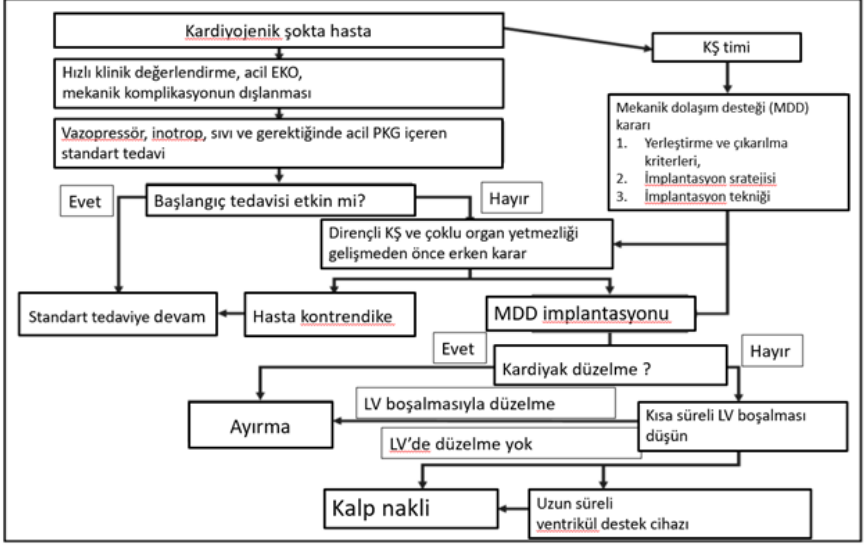 Kardiyojenik şokta hasta
KŞ timi
Hızlı klinik değerlendirme, acil EKO,
mekanik komplikasyonun dışlanması
Mekanik dolaşım desteği (MDD)
kararı
1. Yerleştirme ve çıkarılma
kriterleri,
2. İmplantasyon sratejisi
3. İmplantasyon tekniği
Vazopressör, inotrop, sıvı ve gerektiğinde acil PKG içeren
standart tedavi
Evet
Başlangıç tedavisi etkin mi?
Hayır
Dirençli KŞ ve çoklu organ yetmezliği
gelişmeden önce erken karar
Standart tedaviye devam
Hasta kontrendike
MDD implantasyonu
Evet
Kardiyak düzelme ?
Hayır
LV boşalmasıyla düzelme
Ayırma
Kısa süreli LV boşalması
düşün
LV’de düzelme yok
Kalp nakli
Uzun süreli
ventrikül destek cihazı